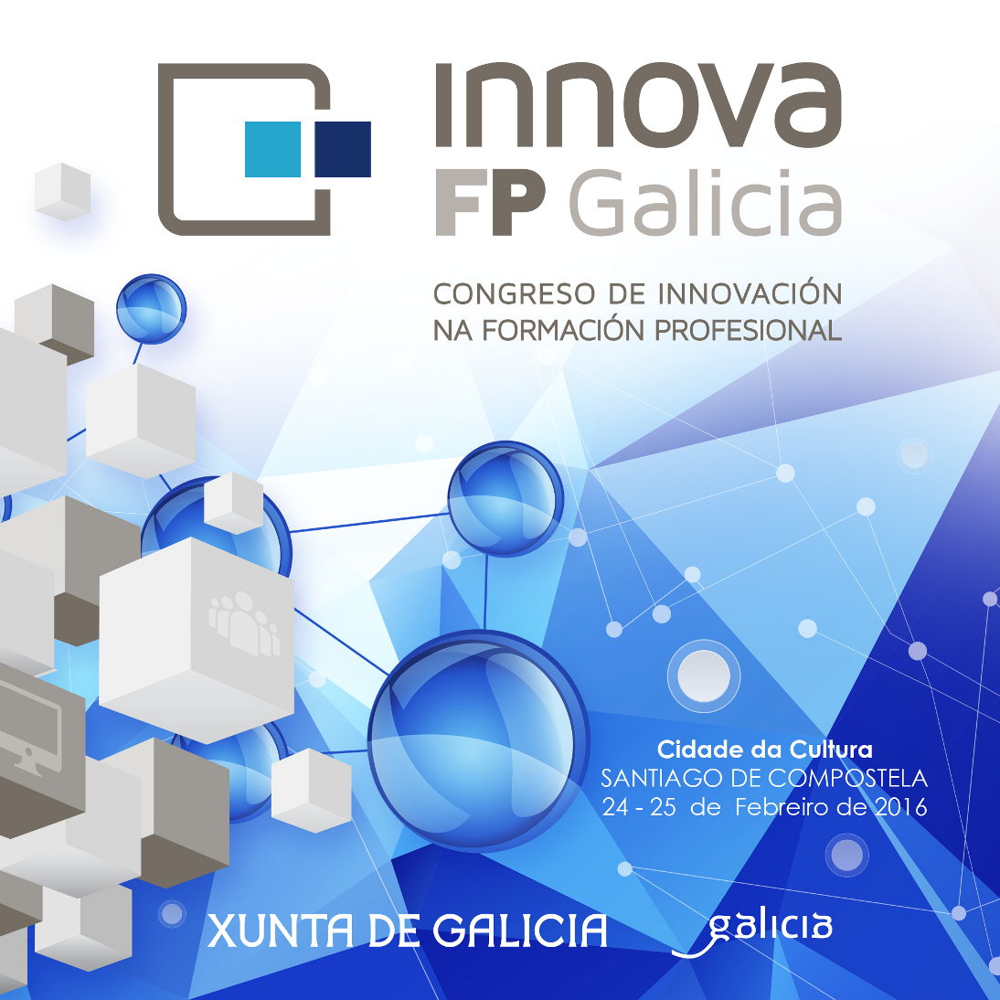 innova
FP Galicia
CONGRESO DE INNOVACIÓN
NA FORMACIÓN PROFESIONAL
Cidade da Cultura
SANTIAGO DE COMPOSTELA
24 - 25 de Febreiro de 2016
XUNTA DE GALICIA
galicia